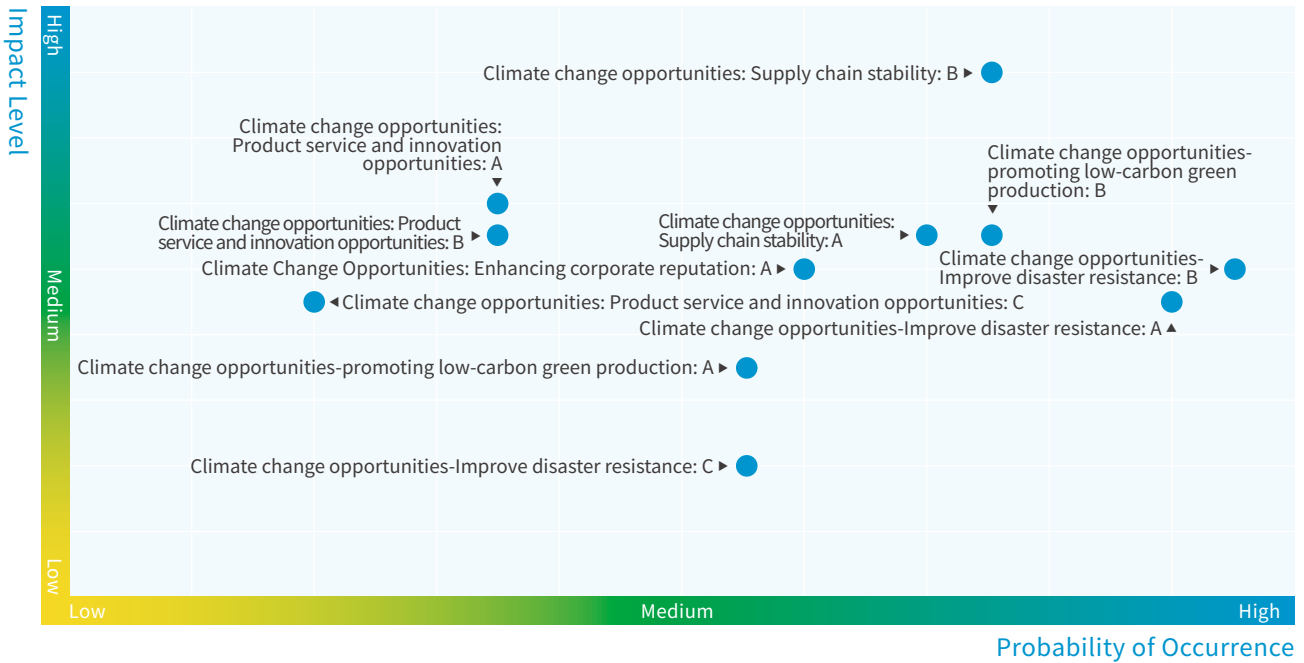 Impact Level
High
Medium
Low
Climate change opportunities: Supply chain stability: B
Climate change opportunities:
Product service and innovation
opportunities: A
Climate change opportunities-
promoting low-carbon green
production: B
Climate change opportunities: Product
service and innovation opportunities: B
Climate change opportunities:
Supply chain stability: A
Climate Change Opportunities: Enhancing corporate reputation: A
Climate change opportunities-
Improve disaster resistance: B
Climate change opportunities: Product service and innovation opportunities: C
Climate change opportunities-Improve disaster resistance: A
Climate change opportunities-promoting low-carbon green production: A
Climate change opportunities-Improve disaster resistance: C
Low
Medium
High
Probability of Occurrence